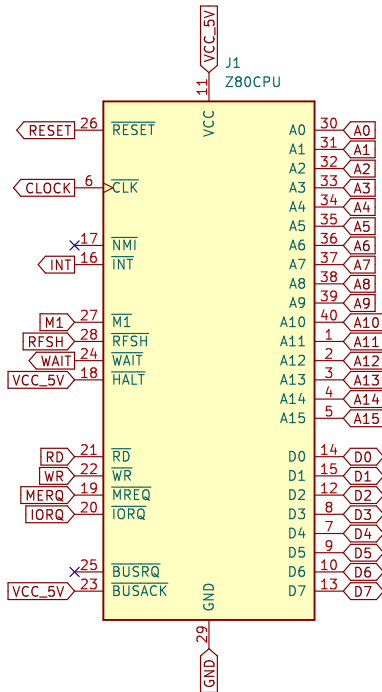 VCC_5V
J1
Z80CPU
11
VCC
RESET 26 RESET
CLOCK 6 CLK
17 NMI
INT 16 INT
M1 27 M1
RFSH 28 RFSH
WAIT 24 WAIT
VCC_5V 18 HALT
RD 21 RD
WR 22 WR
MERQ 19 MREQ
IORQ 20 IORQ
25 BUSRQ
VCC_5V 23 BUSACK
A0 30 A0
A1 31 A1
A2 32 A2
A3 33 A3
A4 34 A4
A5 35 A5
A6 36 A6
A7 37 A7
A8 38 A8
A9 39 A9
A10 40 A10
A11 1 A11
A12 2 A12
A13 3 A13
A14 4 A14
A15 5 A15
D0 14 D0
D1 15 D1
D2 12 D2
D3 8 D3
D4 7 D4
D5 9 D5
D6 10 D6
D7 13 D7
GND
29
GND